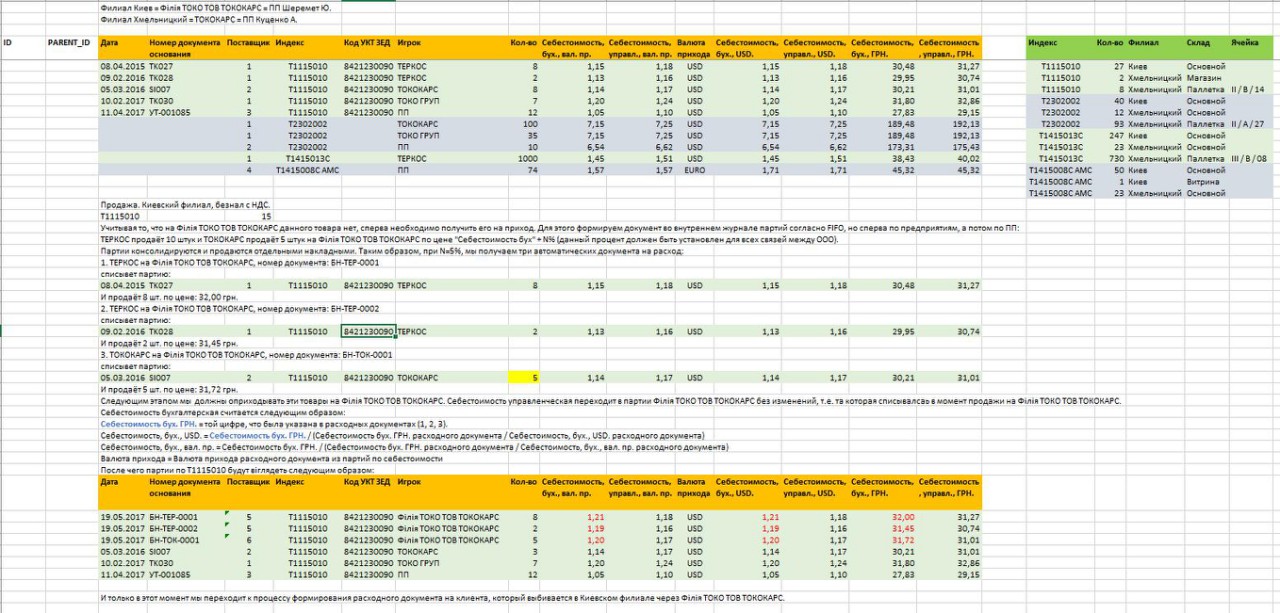 Филиал Киев = Філія ТОКО ТОВ ТОКОКАРС = ПП Шеремет Ю.
Филиал Хмельницкий = ТОКОКАРС = ПП Куценко А.
ID PARENT_ID Дата Номер документа основания Поставщик Индекс Код УКТ ЗЕД Игрок Кол-во Себестоимость, бух., вал. пр. Себестоимость, управл., вал. пр. Валюта прихода Себестоимость, бух., USD. Себестоимость, управл., USD. Себестоимость, бух., ГРН. Себестоимость, управл., ГРН. Индекс Кол-во Филиал Склад Ячейка
08.04.2015 ТК027 1 T1115010 8421230090 ТЕРКОС 8 1,15 1,18 USD 1,15 1,18 30,48 31,27 T1115010 27 Киев Основной
09.02.2016 ТК028 1 T1115010 8421230090 ТЕРКОС 2 1,13 1,16 USD 1,13 1,16 29,95 30,74 T1115010 2 Хмельницкий Магазин
05.03.2016 SI007 2 T1115010 8421230090 ТОКОКАРС 8 1,14 1,17 USD 1,14 1,17 30,21 31,01 T1115010 8 Хмельницкий Паллетка II / B / 14
10.02.2017 ТК030 1 T1115010 8421230090 ТОКО ГРУП 7 1,20 1,24 USD 1,20 1,24 31,80 32,86 T2302002 40 Киев Основной
11.04.2017 УТ-001085 3 T1115010 8421230090 ПП 12 1,05 1,10 USD 1,05 1,10 27,83 29,15 T2302002 12 Хмельницкий Основной
1 T2302002 ТОКОКАРС 100 7,15 7,25 USD 7,15 7,25 189,48 192,13 T2302002 93 Хмельницкий Паллетка II / A / 27
1 T2302002 ТОКО ГРУП 35 7,15 7,25 USD 7,15 7,25 189,48 192,13 T1415013C 247 Киев Основной
2 T2302002 ПП 10 6,54 6,62 USD 6,54 6,62 173,31 175,43 T1415013C 23 Хмельницкий Основной
1 T1415013C ТЕРКОС 1000 1,45 1,51 USD 1,45 1,51 38,43 40,02 T1415013C 730 Хмельницкий Паллетка III / B / 08
4 T1415008C AMC ПП 74 1,57 1,57 EURO 1,71 1,71 45,32 45,32 T1415008C AMC 50 Киев Основной
T1415008C AMC 1 Киев Витрина
T1415008C AMC 23 Хмельницкий Основной
Продажа. Киевский филиал, безнал с НДС.
T1115010 15
Учитывая то, что на Філія ТОКО ТОВ ТОКОКАРС данного товара нет, сперва необходимо получить его на приход. Для этого формируем документ во внутреннем журнале партий согласно FIFO, но сперва по предприятиям, а потом по ПП:
ТЕРКОС продаёт 10 штук и ТОКОКАРС продаёт 5 штук на Філія ТОКО ТОВ ТОКОКАРС по цене "Себестоимость бух" + N% (данный процент должен быть установлен для всех связей между ООО).
Партии консолидируются и продаются отдельными накладными. Таким образом, при N=5%, мы получаем три автоматических документа на расход:
1. ТЕРКОС на Філія ТОКО ТОВ ТОКОКАРС, номер документа: БН-ТЕР-0001
списывет партию:
08.04.2015 ТК027 1 T1115010 8421230090 ТЕРКОС 8 1,15 1,18 USD 1,15 1,18 30,48 31,27
И продаёт 8 шт. по цене: 32,00 грн.
2. ТЕРКОС на Філія ТОКО ТОВ ТОКОКАРС, номер документа: БН-ТЕР-0002
списывет партию:
09.02.2016 ТК028 1 T1115010 8421230090 ТЕРКОС 2 1,13 1,16 USD 1,13 1,16 29,95 30,74
И продаёт 2 шт. по цене: 31,45 грн.
3. ТОКОКАРС на Філія ТОКО ТОВ ТОКОКАРС, номер документа: БН-ТОК-0001
списывет партию:
05.03.2016 SI007 2 T1115010 8421230090 ТОКОКАРС 5 1,14 1,17 USD 1,14 1,17 30,21 31,01
И продаёт 5 шт. по цене: 31,72 грн.
Следующим этапом мы должны оприходывать эти товары на Філія ТОКО ТОВ ТОКОКАРС. Себестоимость управленческая переходит в партии Філія ТОКО ТОВ ТОКОКАРС без изменений, т.е. та которая списывалсаь в момент продажи на Філія ТОКО ТОВ ТОКОКАРС.
Себестоимость бухгалтерская считается следующим образом:
Себестоимость бух. ГРН. = той цифре, что была указана в расходных документах (1, 2, 3).
Себестоимость, бух., USD. = Себестоимость бух. ГРН. / (Себестоимость бух. ГРН. расходного документа / Себестоимость, бух., USD. расходного документа)
Себестоимость, бух., вал. пр. = Себестоимость бух. ГРН. / (Себестоимость бух. ГРН. расходного документа / Себестоимость, бух., вал. пр. расходного документа)
Валюта прихода = Валюта прихода расходного документа из партий по себестоимости
После чего партии по T1115010 будут віглядеть следующим образом:
Дата Номер документа основания Поставщик Индекс Код УКТ ЗЕД Игрок Кол-во Себестоимость, бух., вал. пр. Себестоимость, управл., вал. пр. Валюта прихода Себестоимость, бух., USD. Себестоимость, управл., USD. Себестоимость, бух., ГРН. Себестоимость , управл., ГРН.
19.05.2017 БН-ТЕР-0001 5 T1115010 8421230090 Філія ТОКО ТОВ ТОКОКАРС 8 1,21 1,18 USD 1,21 1,18 32,00 31,27
19.05.2017 БН-ТЕР-0002 5 T1115010 8421230090 Філія ТОКО ТОВ ТОКОКАРС 2 1,19 1,16 USD 1,19 1,16 31,45 30,74
19.05.2017 БН-ТОК-0001 6 T1115010 8421230090 Філія ТОКО ТОВ ТОКОКАРС 5 1,20 1,17 USD 1,20 1,17 31,72 31,01
05.03.2016 SI007 2 T1115010 8421230090 ТОКОКАРС 3 1,14 1,17 USD 1,14 1,17 30,21 31,01
10.02.2017 ТК030 1 T1115010 8421230090 ТОКО ГРУП 7 1,20 1,24 USD 1,20 1,24 31,80 32,86
11.04.2017 УТ-001085 3 T1115010 8421230090 ПП 12 1,05 1,10 USD 1,05 1,10 27,83 29,15
И только в этот момент мы переходит к процессу формирования расходного документа на клиента, который выбивается в Киевском филиале через Філія ТОКО ТОВ ТОКОКАРС.